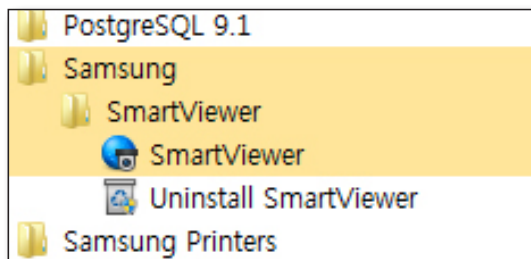 PostgreSQL 9.1
Samsung
SmartViewer
SmartViewer
Uninstall SmartViewer
Samsung Printers